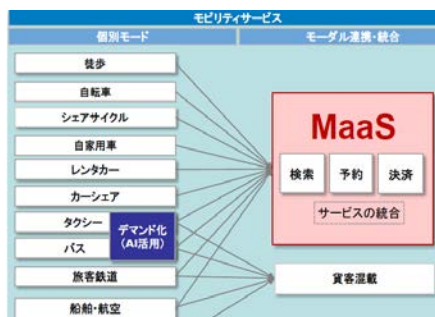 モビリティサービス
個別モード
モーダル連携・統合
徒歩
自転車
シェアサイクル
自家用車
レンタカー
カーシェア
タクシー
バス
デマンド化
(AI活用)
旅客鉄道
船舶・航空
MaaS
検索
予約
決済
サービスの統合
貨客混載